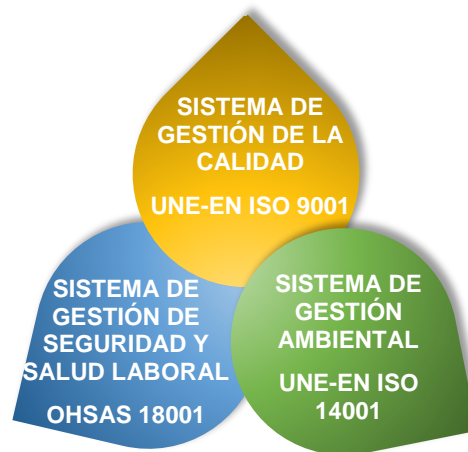 SISTEMA DE
GESTIÓN DE LA
CALIDAD
UNE-EN ISO 9001
SISTEMA DE
GESTIÓN DE
SEGURIDAD Y
SALUD LABORAL
OHSAS 18001
SISTEMA DE
GESTIÓN
AMBIENTAL
UNE-EN ISO
14001